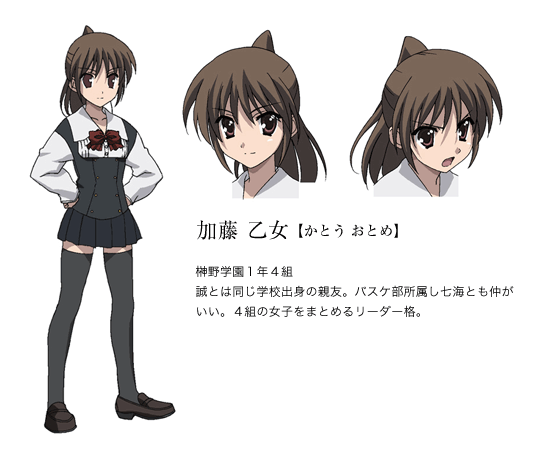 加藤 乙女【かとう おとめ】
榊野学園１年４組
誠とは同じ学校出身の親友。バスケ部所属し七海とも仲が
いい。４組の女子をまとめるリーダー格。